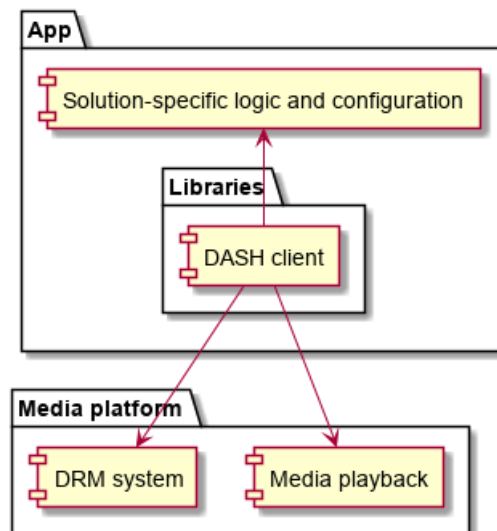 App
Solution-specific logic and configuration
Libraries
DASH client
Media platform
DRM system
Media playback